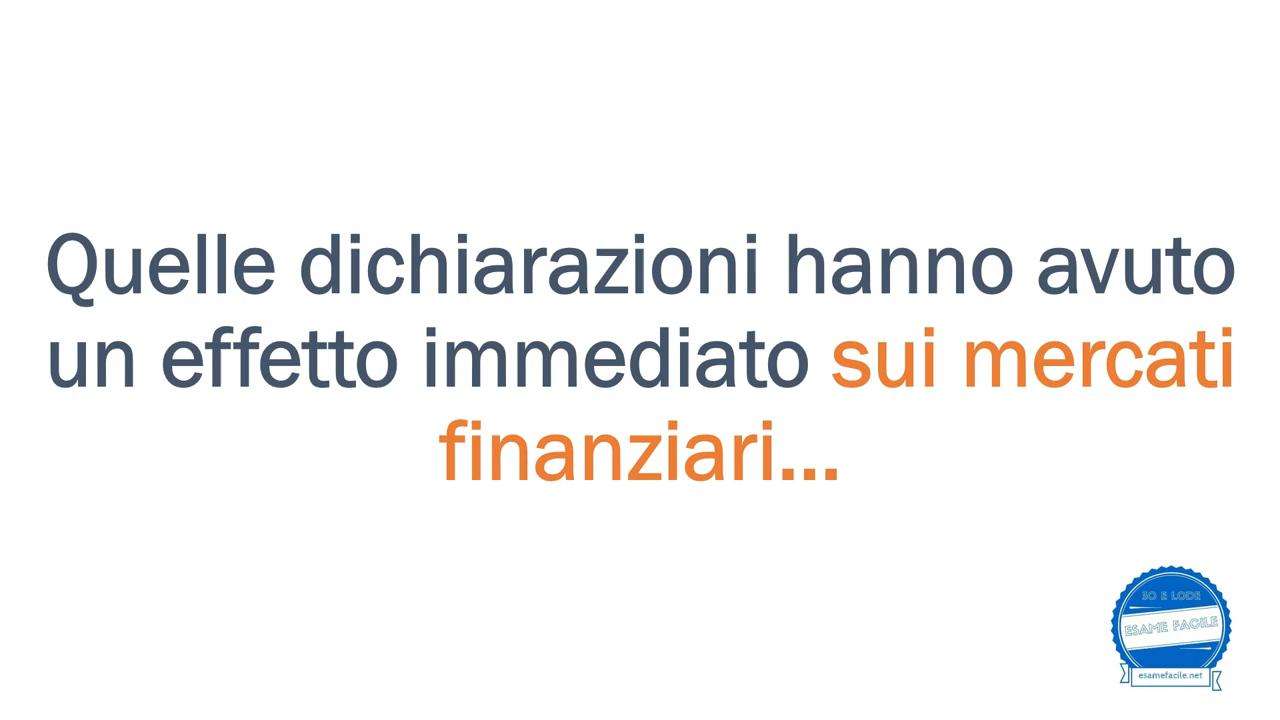 Quelle dichiarazioni hanno avuto
un effetto immediato sui mercati
finanziari...
30 E LODE
ESAME FACILE
esamefacile.net